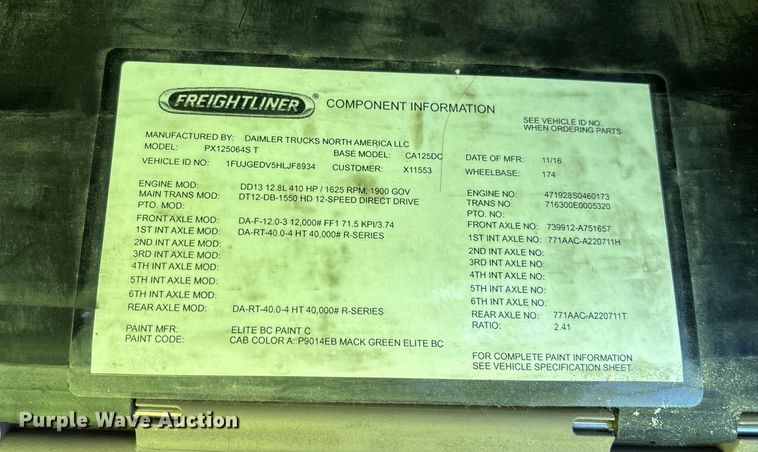 FREIGHTLINER ® COMPONENT INFORMATION
SEE VEHICLE ID NO.
WHEN ORDERING PARTS
MANUFACTURED BY: DAIMLER TRUCKS NORTH AMERICA LLC
MODEL: PX125064S T BASE MODEL: CA125DC DATE OF MFR: 11/16
VEHICLE ID NO: 1FUJGEDV5HLJF8934 CUSTOMER: X11553 WHEELBASE: 174
ENGINE MOD: DD13 12.8L 410 HP / 1625 RPM, 1900 GOV ENGINE NO: 471928S0460173
MAIN TRANS MOD: DT12-DB-1550 HD 12-SPEED DIRECT DRIVE TRANS NO: 716300E0005320
PTO. MOD: PTO. NO:
FRONT AXLE MOD: DA-F-12.0-3 12,000# FF1 71.5 KPI/3.74 FRONT AXLE NO: 739912-A751657
1ST INT AXLE MOD: DA-RT-40.0-4 HT 40,000# R-SERIES 1ST INT AXLE NO: 771AAC-A220711H
2ND INT AXLE MOD: 2ND INT AXLE NO:
3RD INT AXLE MOD: 3RD INT AXLE NO:
4TH INT AXLE MOD: 4TH INT AXLE NO:
5TH INT AXLE MOD: 5TH INT AXLE NO:
6TH INT AXLE MOD: 6TH INT AXLE NO:
REAR AXLE MOD: DA-RT-40.0-4 HT 40,000# R-SERIES REAR AXLE NO: 771AAC-A220711T
RATIO: 2.41
PAINT MFR: ELITE BC PAINT C
PAINT CODE: CAB COLOR A: P9014EB MACK GREEN ELITE BC
FOR COMPLETE PAINT INFORMATION
SEE VEHICLE SPECIFICATION SHEET
Purple Wave Auction